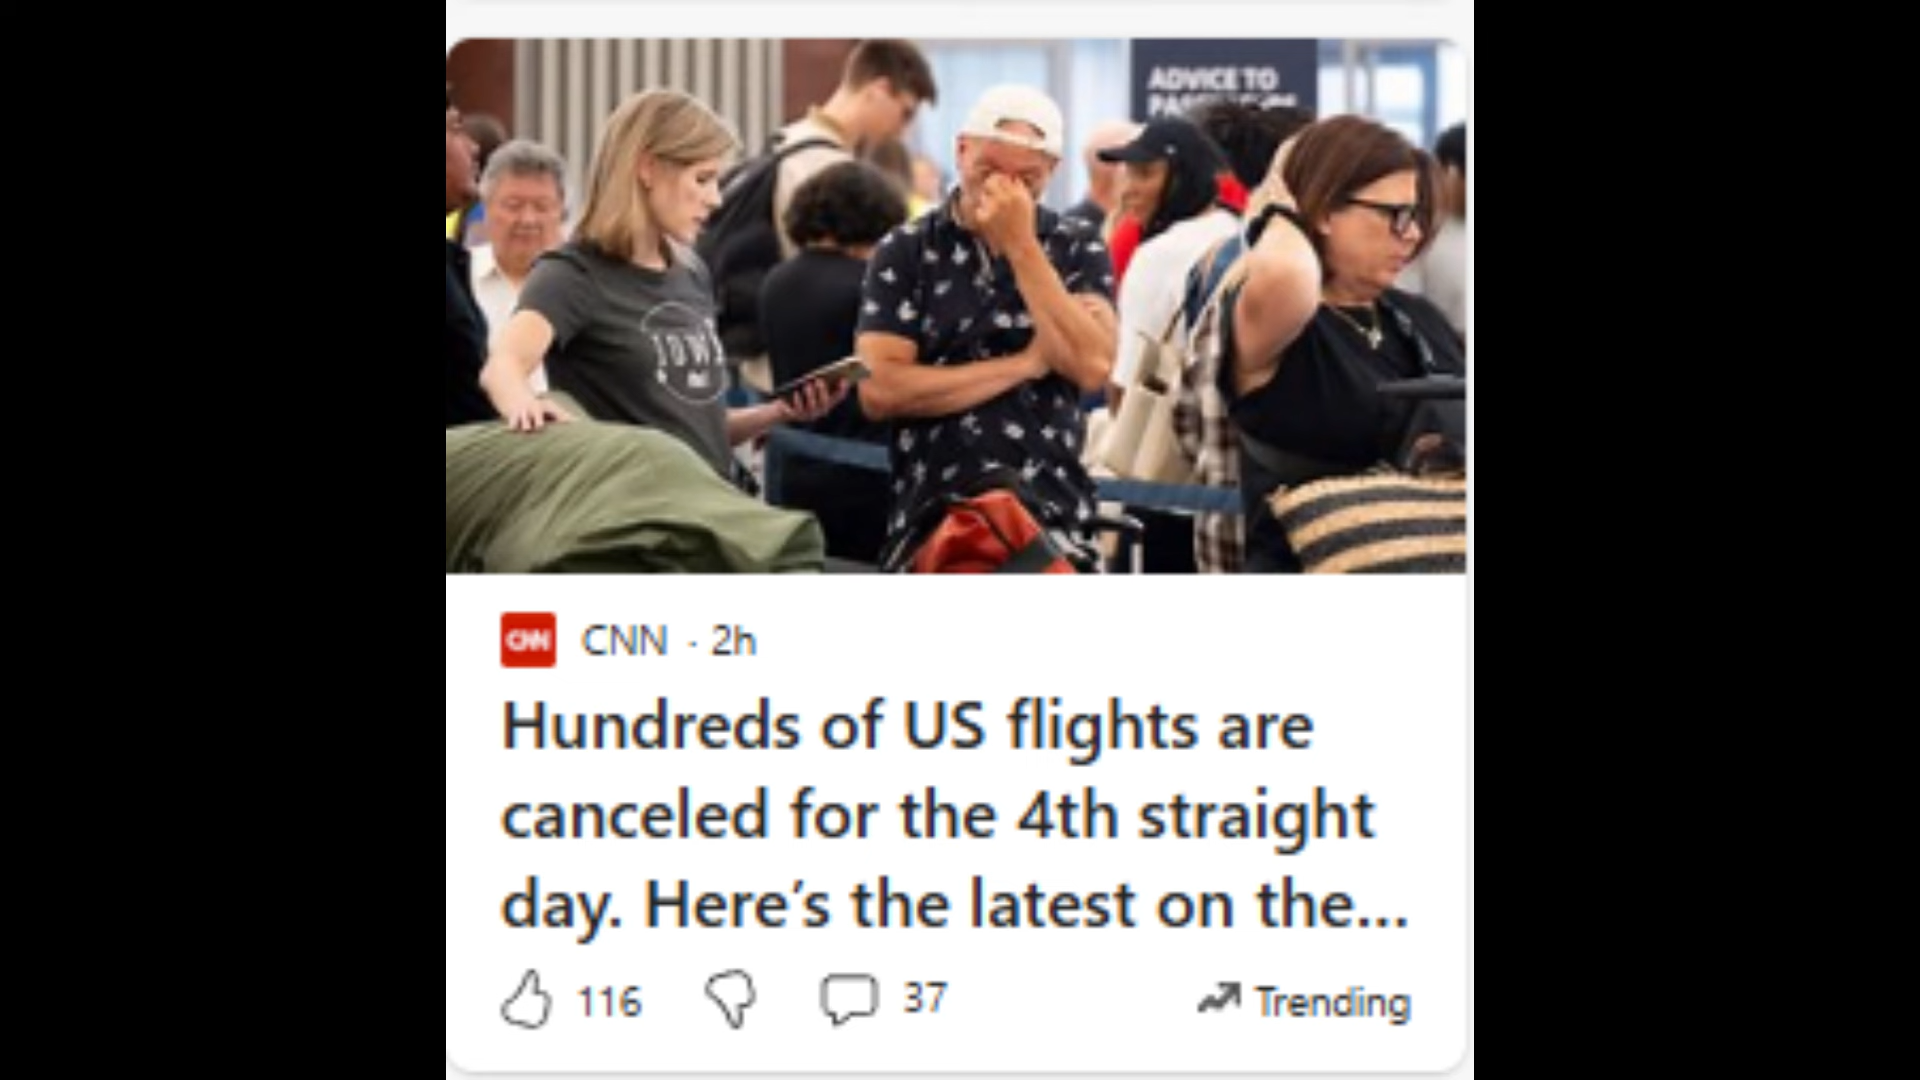 ADVICE TO
CNN
CNN · 2h
Hundreds of US flights are
canceled for the 4th straight
day. Here’s the latest on the...
116
37
Trending